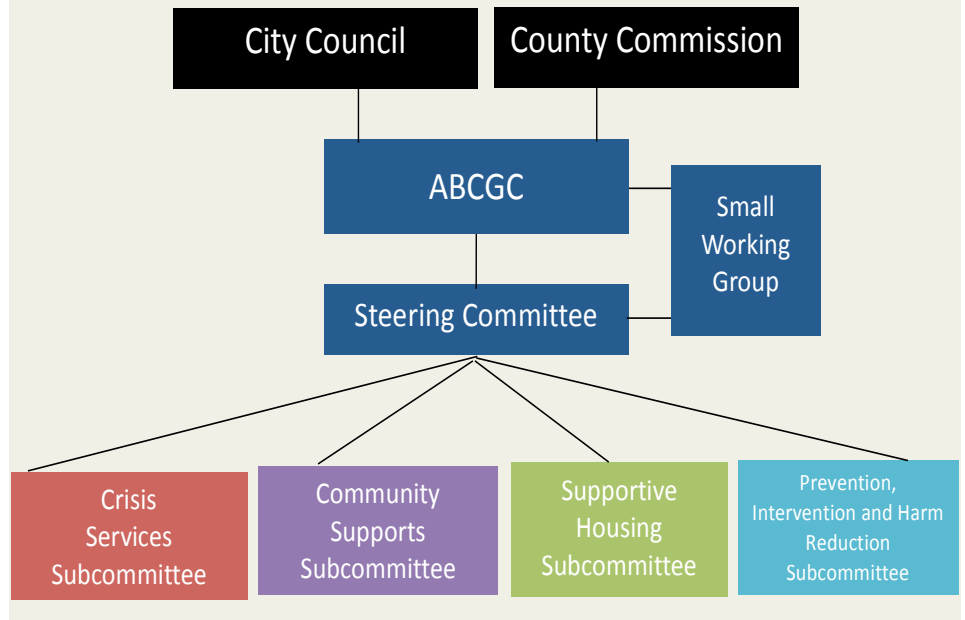 City Council
County Commission
ABCGC
Small
Working
Group
Steering Committee
Crisis
Services
Subcommittee
Community
Supports
Subcommittee
Supportive
Housing
Subcommittee
Prevention,
Intervention and Harm
Reduction
Subcommittee